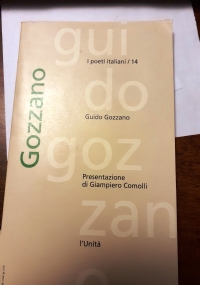 gui
i poeti italiani / 14
do
Guido Gozzano
Gozzano
goz
Presentazione
di Giampiero Comolli
zan
l'Unità
o